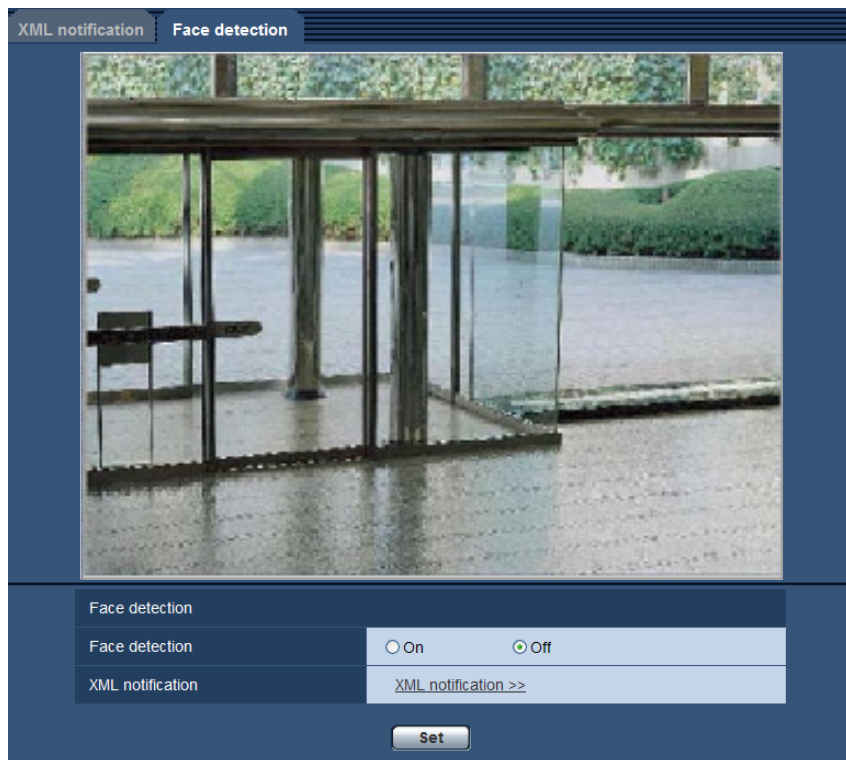 XML notification Face detection
Face detection
Face detection On Off
XML notification XML notification >>
Set